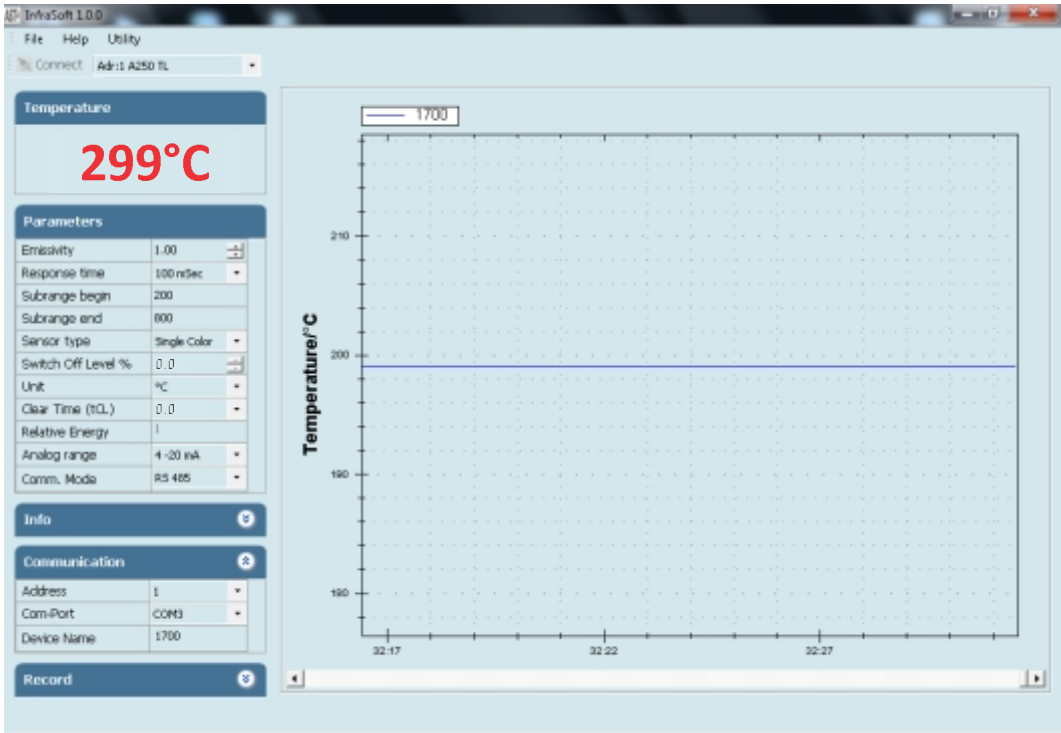 InfraSoft 1.0.0
File Help Utility
Connect Adr:1 A250 TL
Temperature
299°C
Parameters
Emissivity 1.00
Response time 100 mSec
Subrange begin 200
Subrange end 800
Sensor type Single Color
Switch Off Level % 0.0
Unit °C
Clear Time (tCL) 0.0
Relative Energy 1
Analog range 4 -20 mA
Comm. Mode RS 485
Info
Communication
Address 1
Com-Port COM3
Device Name 1700
Record
1700
Temperature/°C
210
200
190
180
32:17 32:22 32:27